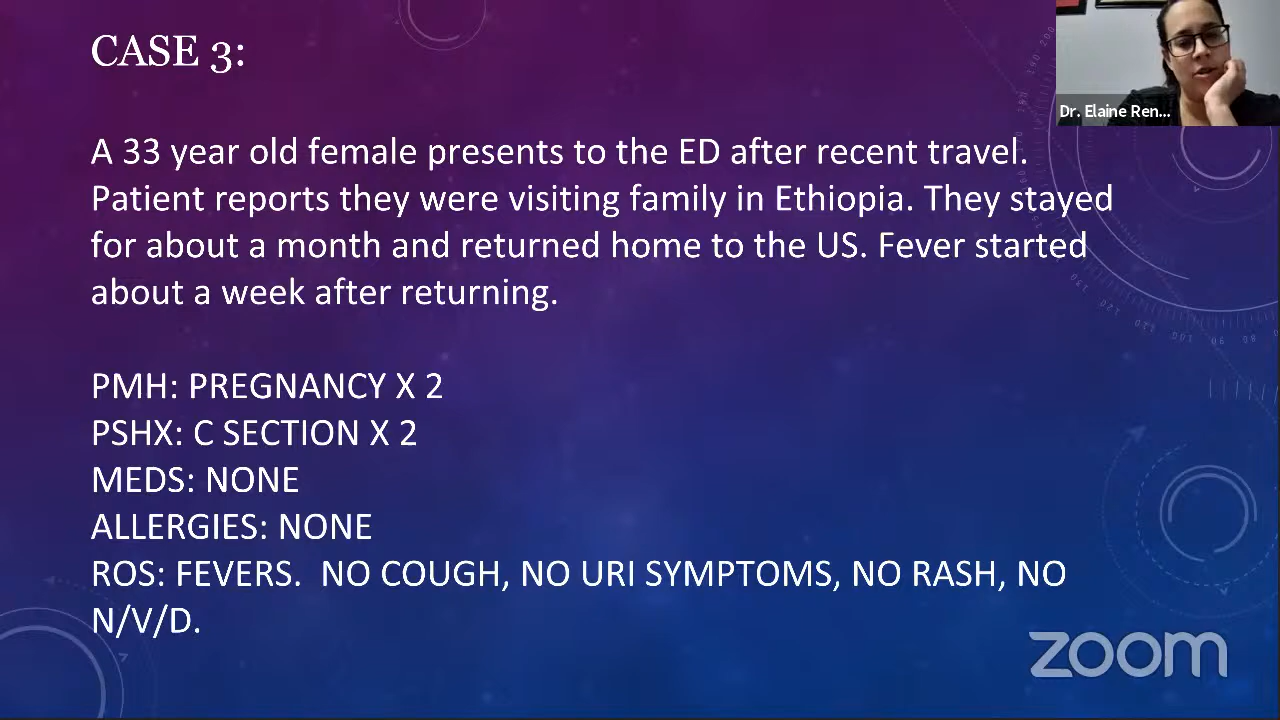 CASE 3:
Dr. Elaine Ren...
A 33 year old female presents to the ED after recent travel.
Patient reports they were visiting family in Ethiopia. They stayed
for about a month and returned home to the US. Fever started
about a week after returning.
PMH: PREGNANCY X 2
PSHX: C SECTION X 2
MEDS: NONE
ALLERGIES: NONE
ROS: FEVERS.  NO COUGH, NO URI SYMPTOMS, NO RASH, NO
N/V/D.
zoom